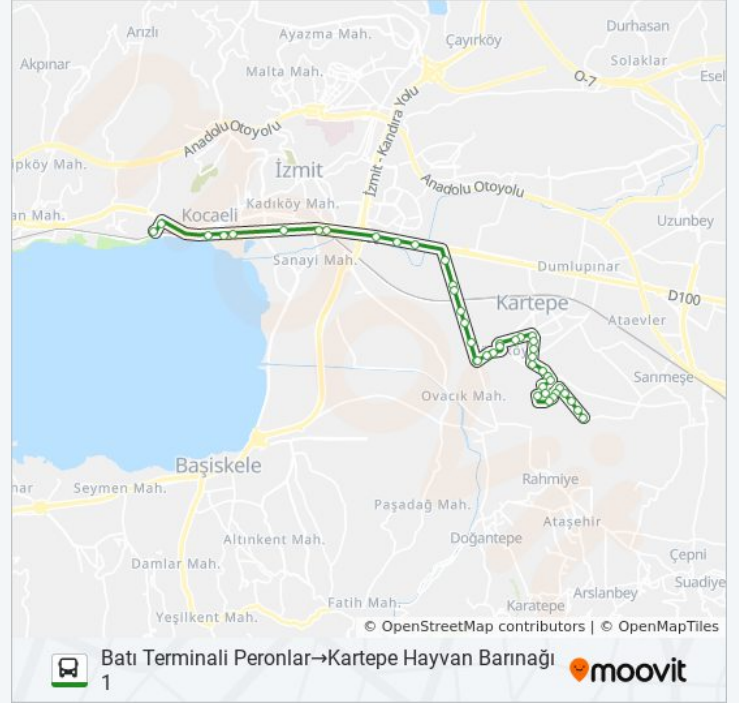 Durhasan
Arızlı
Ayazma Mah.
Çayırköy
Akpınar
Solaklar
Malta Mah.
O-7
Esel
Anadolu Otoyolu
İzmit - Kandıra Yolu
ipköy Mah.
İzmit
Anadolu Otoyolu
Kadıköy Mah.
an Mah.
Kocaeli
Uzunbey
Sanayi Mah.
Dumlupınar
D100
Kartepe
Ataevler
köy
Sarımeşe
Ovacık Mah.
Başiskele
nar
Seymen Mah.
Rahmiye
Paşadağ Mah.
Ataşehir
Altınkent Mah.
Doğantepe
Damlar Mah.
Çepni
Suadiye
Arslanbey
Fatih Mah.
Karatepe
Yeşilkent Mah.
© OpenStreetMap contributors | © OpenMapTiles
Batı Terminali Peronlar→Kartepe Hayvan Barınağı
1
moovit